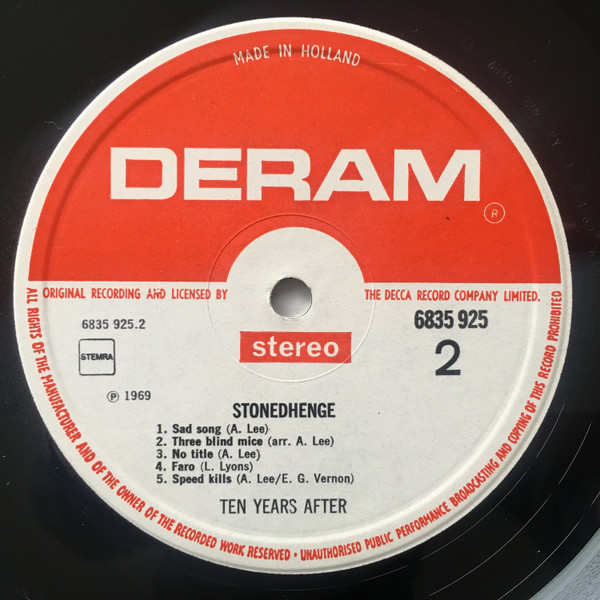 MADE IN HOLLAND
DERAM
R
ORIGINAL RECORDING AND LICENSED BY THE DECCA RECORD COMPANY LIMITED.
6835 925.2
6835 925
STEMRA
stereo
2
℗ 1969
STONEDHENGE
1. Sad song (A. Lee)
2. Three blind mice (arr. A. Lee)
3. No title (A. Lee)
4. Faro (L. Lyons)
5. Speed kills (A. Lee/E. G. Vernon)
TEN YEARS AFTER
ALL RIGHTS OF THE MANUFACTURER AND OF THE OWNER OF THE RECORDED WORK RESERVED • UNAUTHORISED PUBLIC PERFORMANCE BROADCASTING AND COPYING OF THIS RECORD PROHIBITED